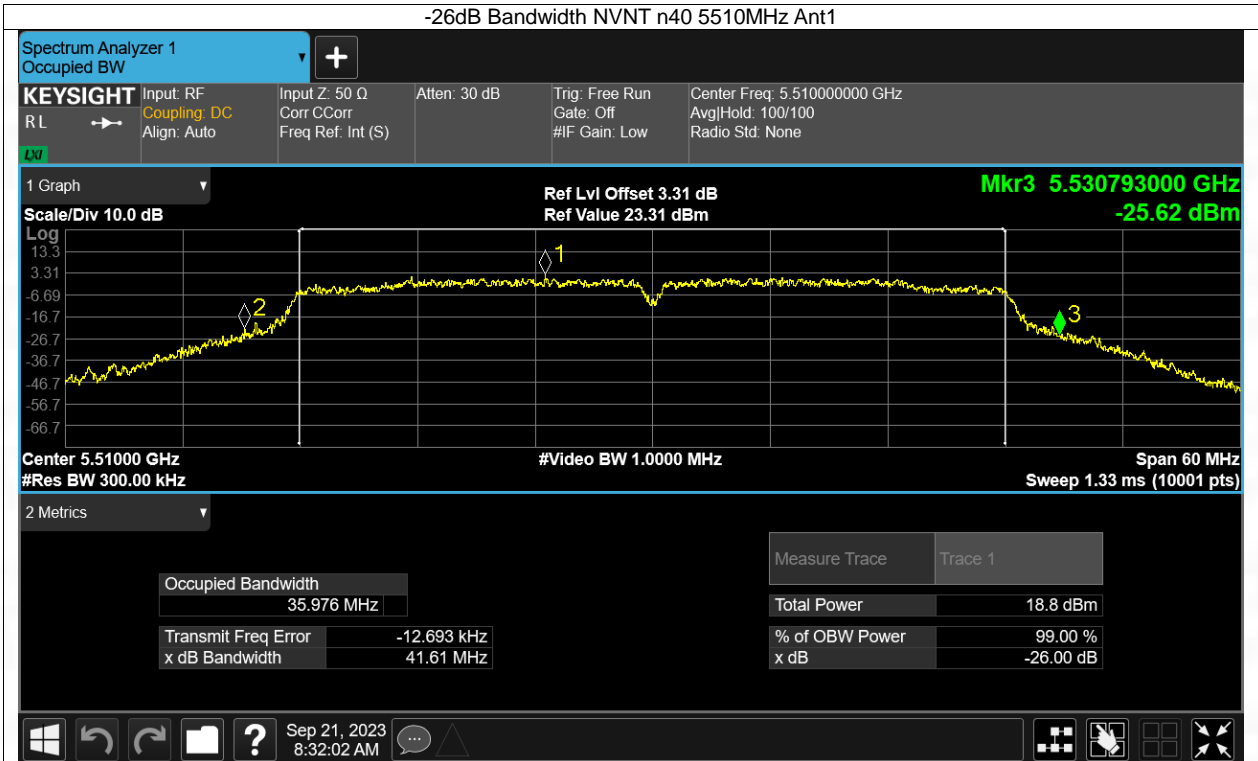 -26dB Bandwidth NVNT n40 5510MHz Ant1
Spectrum Analyzer 1
Occupied BW
KEYSIGHT
RL
LXI
Input: RF
Coupling: DC
Align: Auto
Input Z: 50 Ω
Corr CCorr
Freq Ref: Int (S)
Atten: 30 dB
Trig: Free Run
Gate: Off
#IF Gain: Low
Center Freq: 5.510000000 GHz
Avg|Hold: 100/100
Radio Std: None
1 Graph
Scale/Div 10.0 dB
Ref Lvl Offset 3.31 dB
Ref Value 23.31 dBm
Mkr3 5.530793000 GHz
-25.62 dBm
Log
13.3
3.31
-6.69
-16.7
-26.7
-36.7
-46.7
-56.7
-66.7
1
2
3
Center 5.51000 GHz
#Video BW 1.0000 MHz
Span 60 MHz
#Res BW 300.00 kHz
Sweep 1.33 ms (10001 pts)
2 Metrics
Measure Trace Trace 1
Occupied Bandwidth
35.976 MHz
Total Power 18.8 dBm
Transmit Freq Error -12.693 kHz
% of OBW Power 99.00 %
x dB Bandwidth 41.61 MHz
x dB -26.00 dB
?
Sep 21, 2023
8:32:02 AM